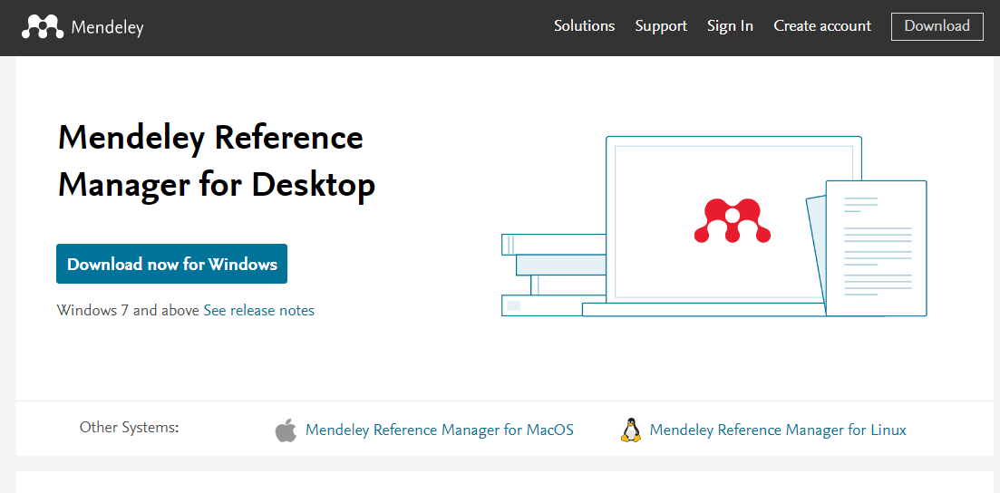 Mendeley
Solutions
Support
Sign In
Create account
Download
Mendeley Reference
Manager for Desktop
Download now for Windows
Windows 7 and above See release notes
Other Systems:
Mendeley Reference Manager for MacOS
Mendeley Reference Manager for Linux